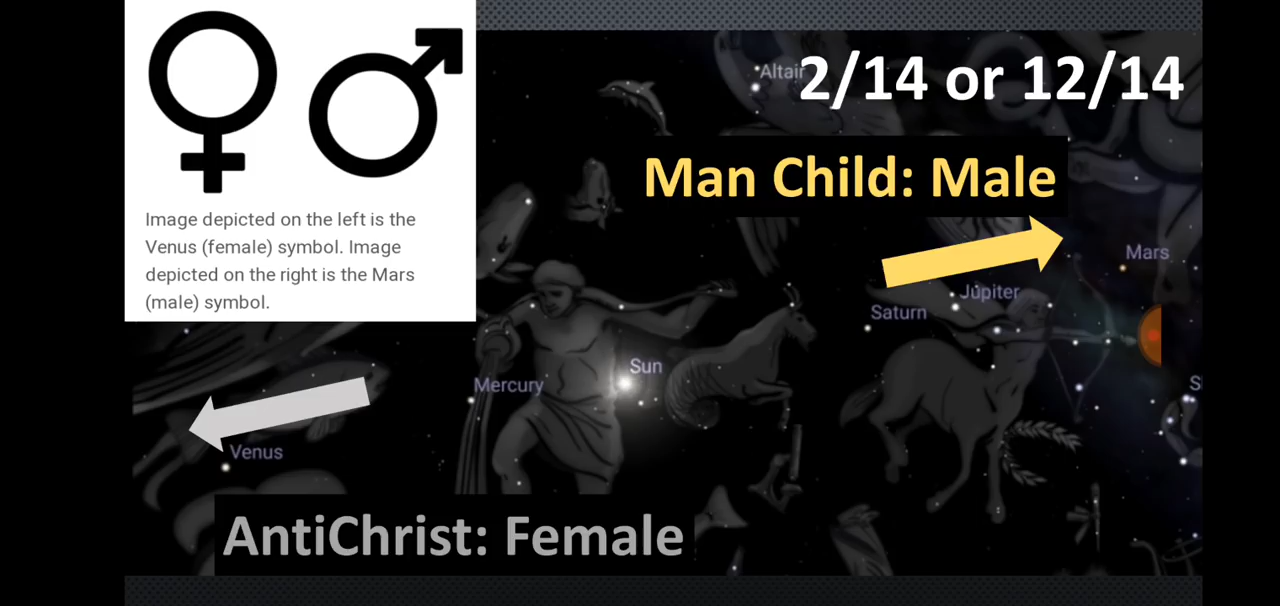 Image depicted on the left is the
Venus (female) symbol. Image
depicted on the right is the Mars
(male) symbol.
Altair
2/14 or 12/14
Man Child: Male
Mars
Jupiter
Saturn
Sun
Mercury
Venus
AntiChrist: Female